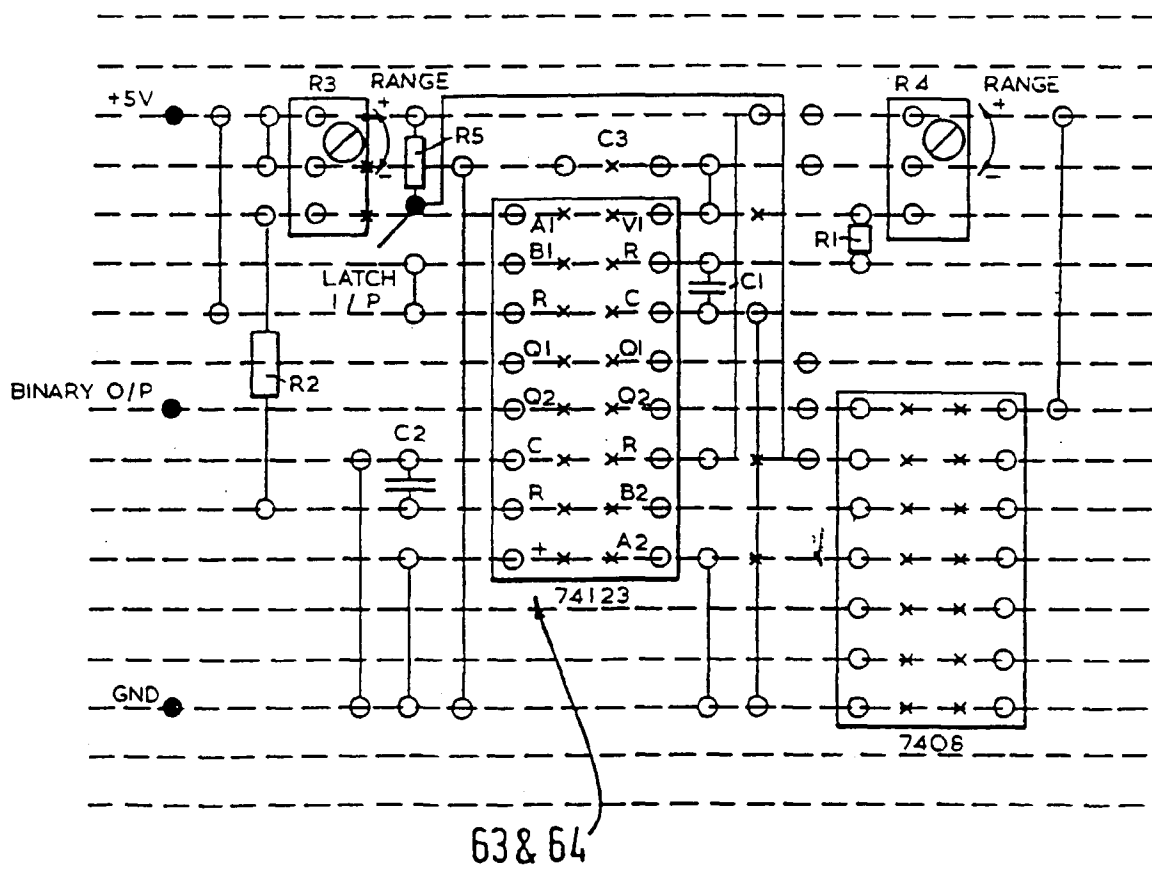 R3 RANGE
+
-
R4 RANGE
+
-
+5V
R5
C3
A1 V1
B1 R
R1
LATCH
I/P
C1
R C
Q1 Q1
R2
BINARY O/P
Q2 Q2
C2
C R
R B2
+ A2
74123
GND
7408
63 & 64